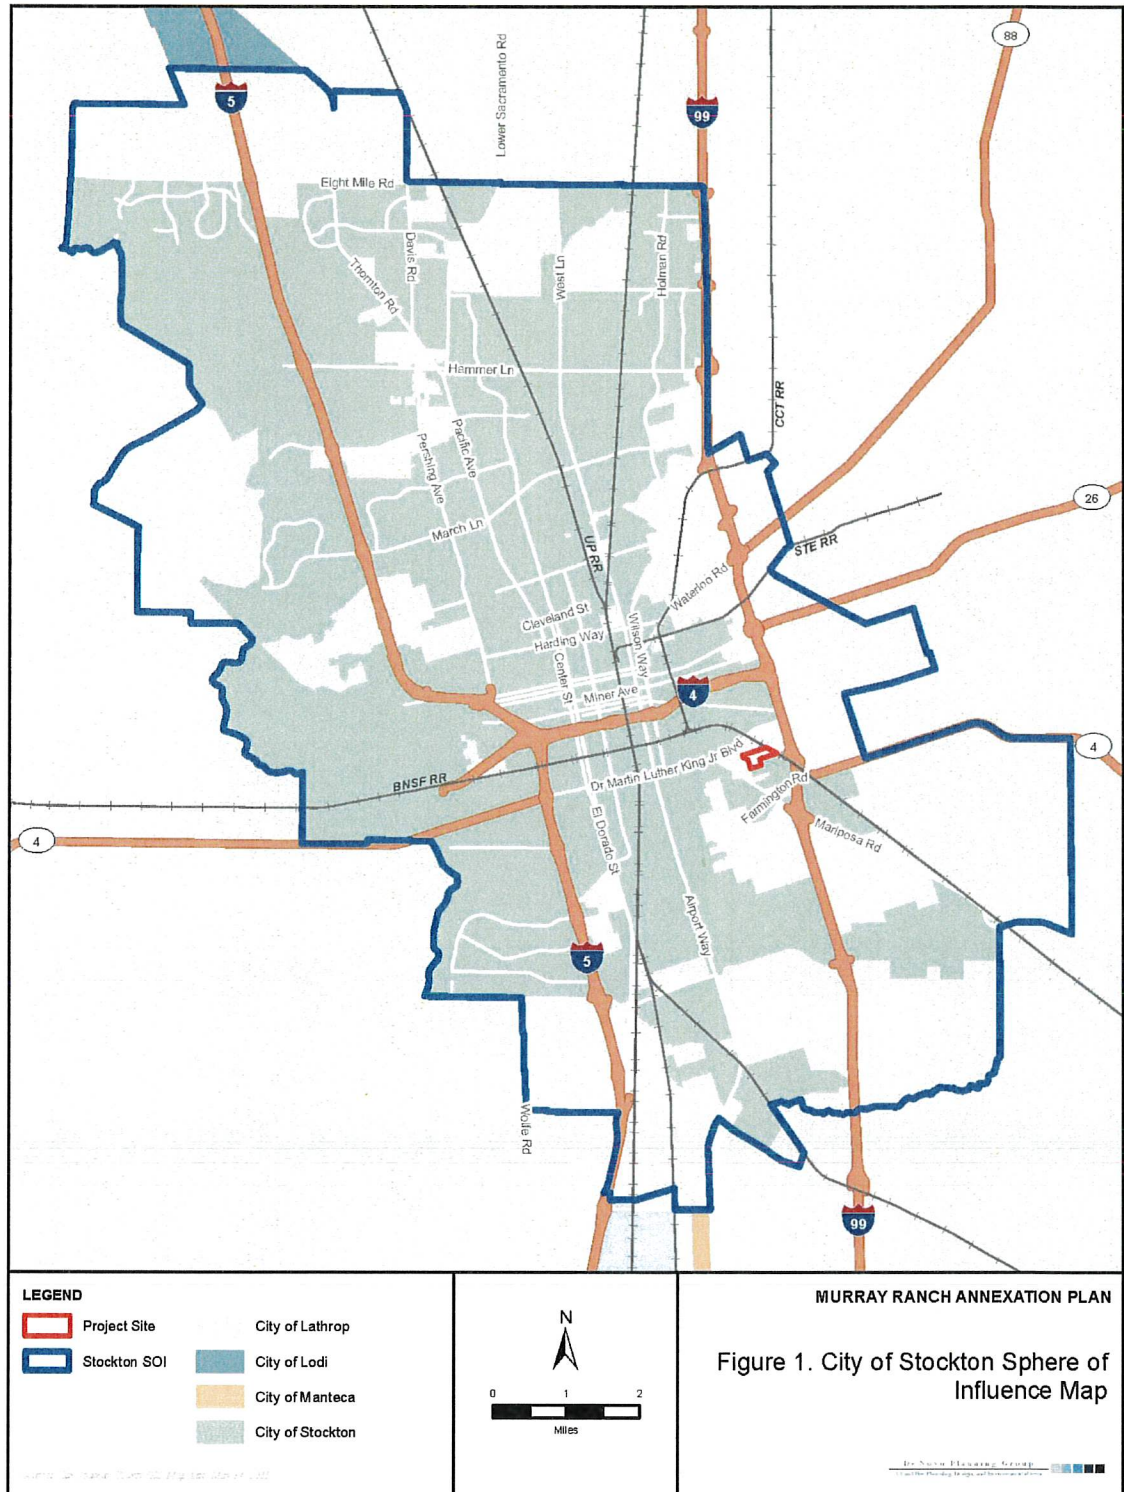 88
Lower Sacramento Rd
5
99
Eight Mile Rd
Davis Rd
West Ln
Holman Rd
Thornton Rd
Hammer Ln
CCT RR
Pacific Ave
Pershing Ave
26
March Ln
UP RR
STE RR
Waterloo Rd
Cleveland St
Wilson Way
Harding Way
Center St
4
Miner Ave
4
Dr Martin Luther King Jr Blvd
BNSF RR
Farmington Rd
4
El Dorado St
Mariposa Rd
Airport Way
5
Wolfe Rd
99
LEGEND
Project Site
Stockton SOI
City of Lathrop
City of Lodi
City of Manteca
City of Stockton
N
0 1 2
Miles
MURRAY RANCH ANNEXATION PLAN
Figure 1. City of Stockton Sphere of
Influence Map
De Novo Planning Group